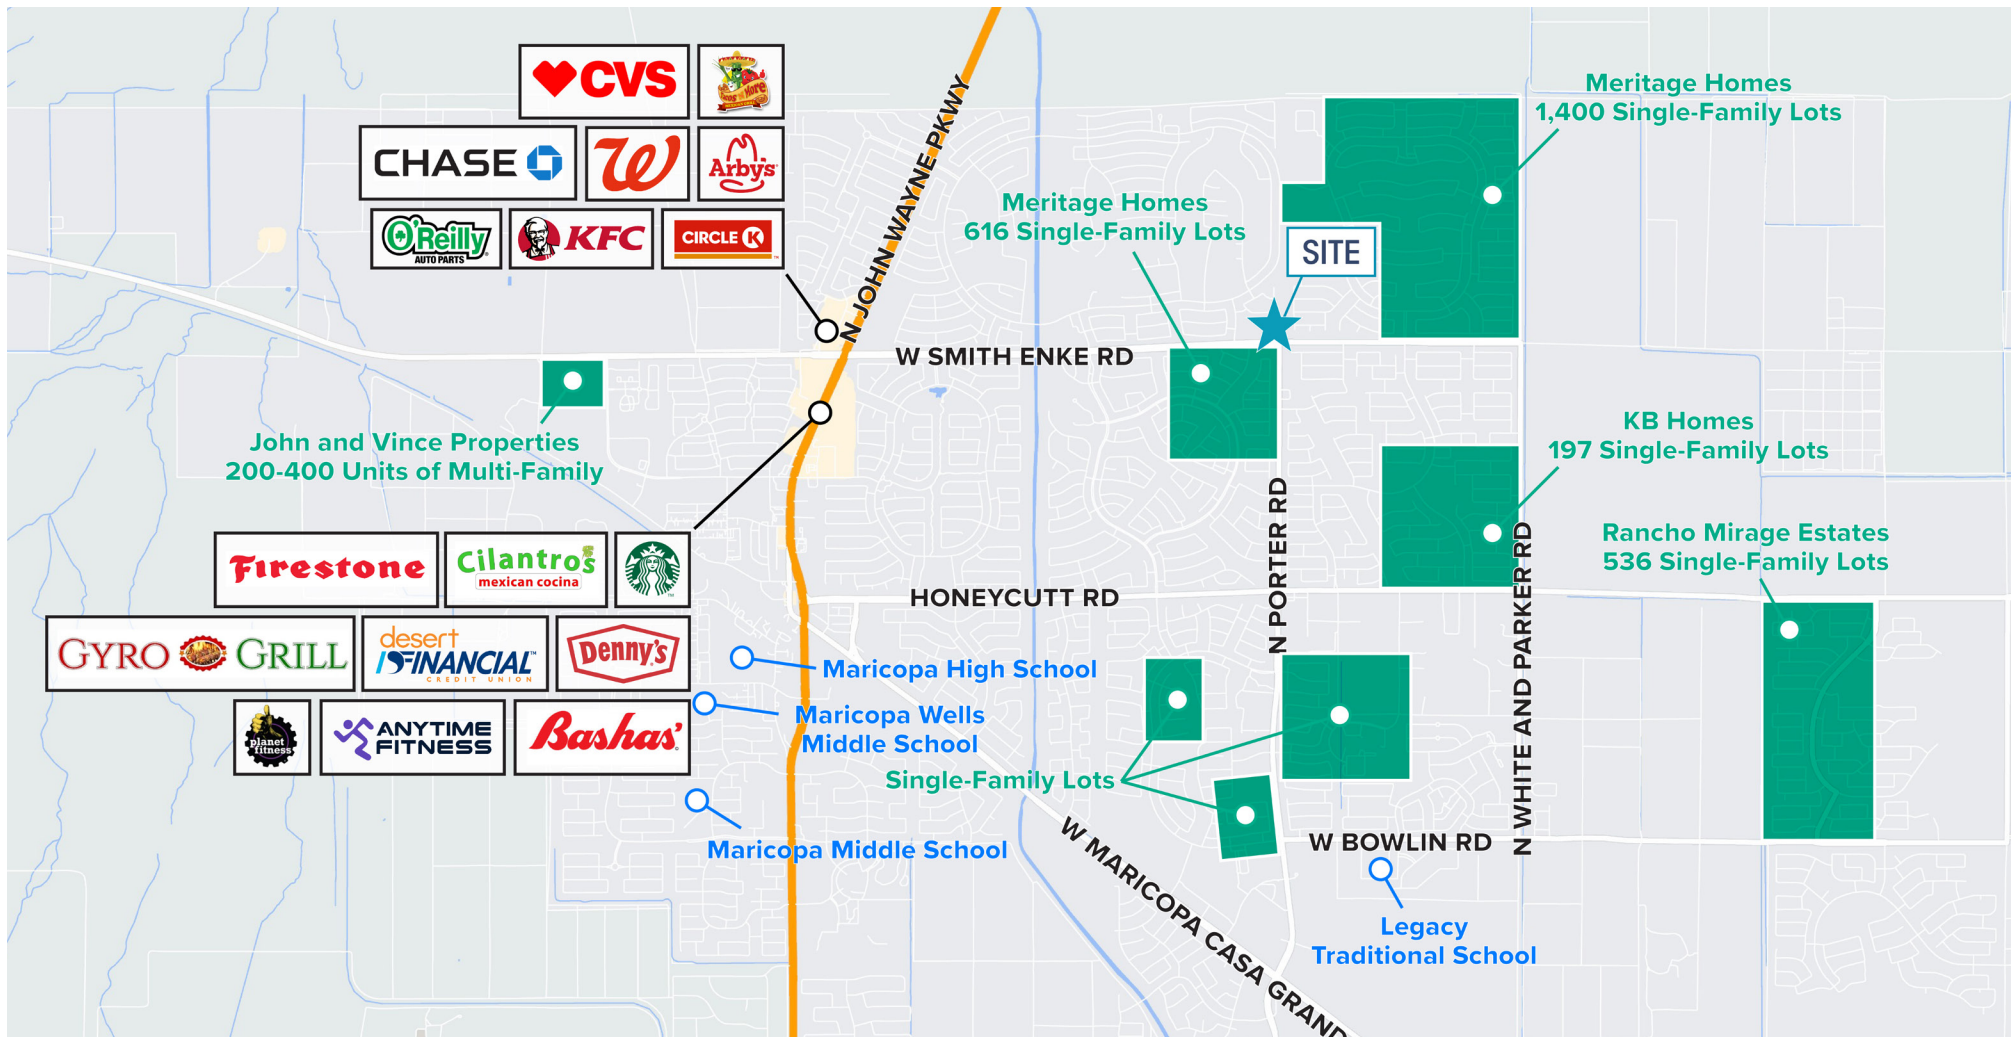 CVS
Tacos 'N More
CHASE
W
Arby's
O'Reilly
AUTO PARTS
KFC
CIRCLE K
N JOHN WAYNE PKWY
Meritage Homes
1,400 Single-Family Lots
Meritage Homes
616 Single-Family Lots
SITE
W SMITH ENKE RD
John and Vince Properties
200-400 Units of Multi-Family
KB Homes
197 Single-Family Lots
Rancho Mirage Estates
536 Single-Family Lots
N PORTER RD
N WHITE AND PARKER RD
HONEYCUTT RD
Firestone
Cilantro's
mexican cocina
GYRO GRILL
desert
FINANCIAL
CREDIT UNION
Denny's
planet
fitness
ANYTIME
FITNESS
Bashas'
Maricopa High School
Maricopa Wells
Middle School
Single-Family Lots
Maricopa Middle School
W BOWLIN RD
W MARICOPA CASA GRAND
Legacy
Traditional School